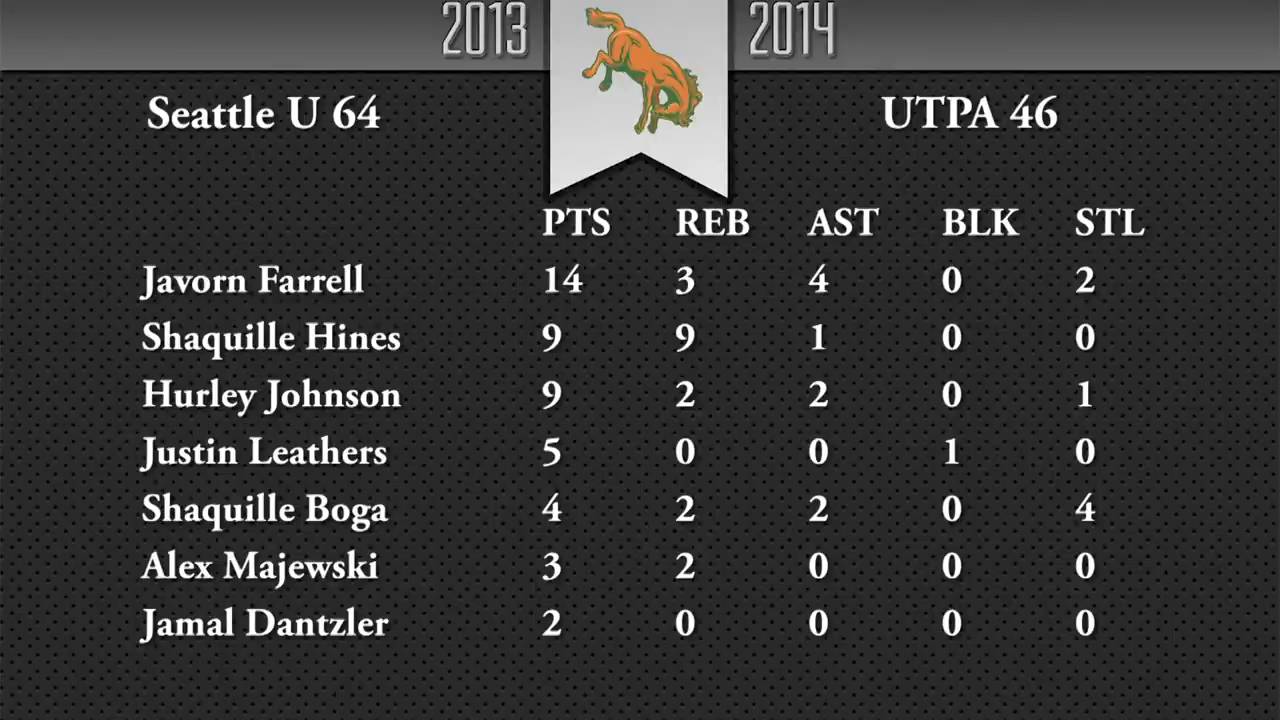 2013 2014
Seattle U 64 UTPA 46
PTS REB AST BLK STL
Javorn Farrell 14 3 4 0 2
Shaquille Hines 9 9 1 0 0
Hurley Johnson 9 2 2 0 1
Justin Leathers 5 0 0 1 0
Shaquille Boga 4 2 2 0 4
Alex Majewski 3 2 0 0 0
Jamal Dantzler 2 0 0 0 0